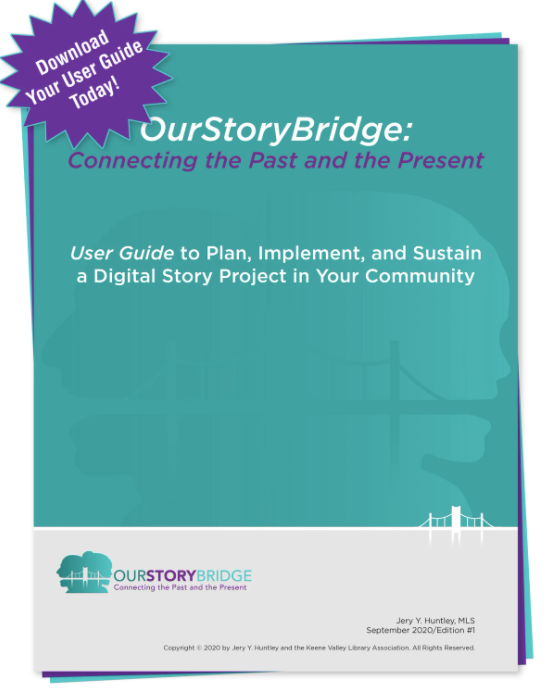 Download
Your User Guide
Today!
OurStoryBridge:
Connecting the Past and the Present
User Guide to Plan, Implement, and Sustain
a Digital Story Project in Your Community
OURSTORYBRIDGE
Connecting the Past and the Present
Jery Y. Huntley, MLS
September 2020/Edition #1
Copyright © 2020 by Jery Y. Huntley and the Keene Valley Library Association. All Rights Reserved.